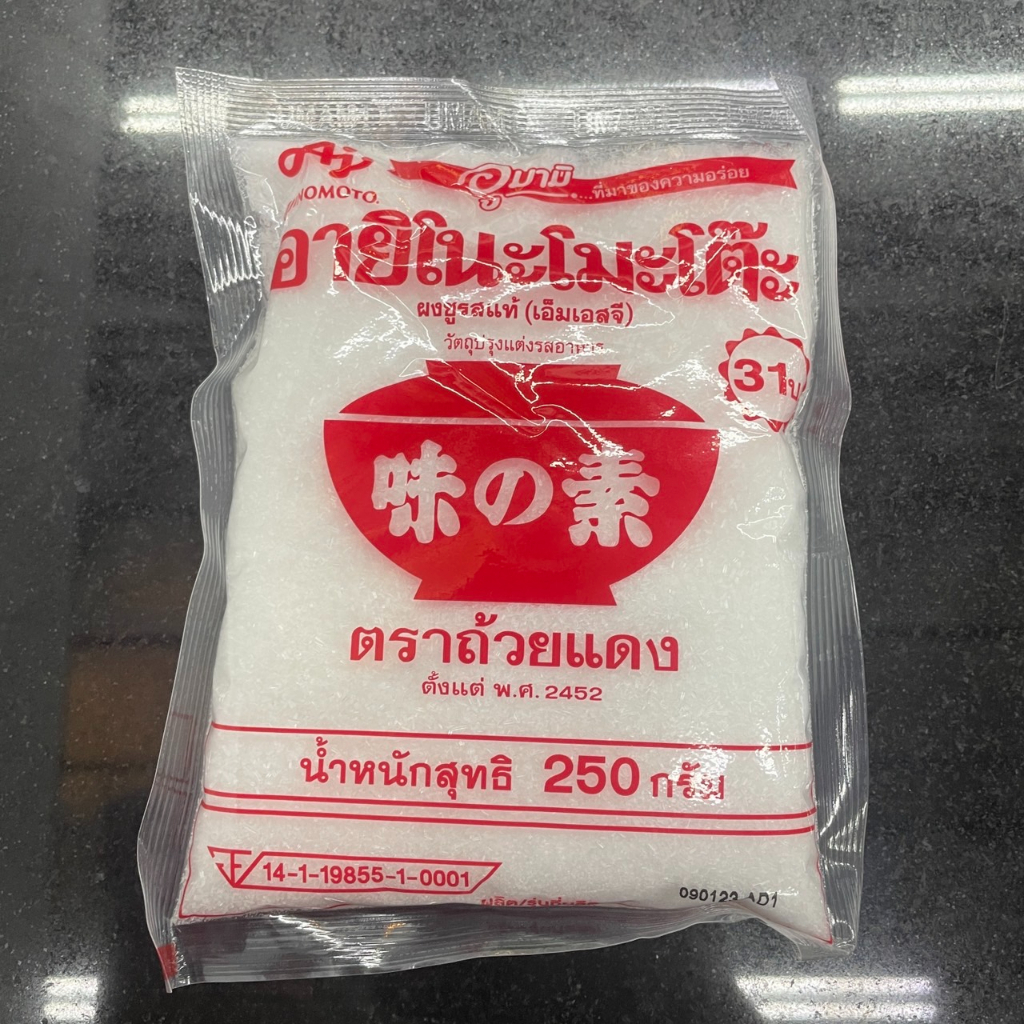 AJINOMOTO.
อูมามิ ...ที่มาของความอร่อย
อายิโนะโมะโต๊ะ
ผงชูรสแท้ (เอ็มเอสจี)
วัตถุปรุงแต่งรสอาหาร
31
味の素
ตราถ้วยแดง
ตั้งแต่ พ.ศ. 2452
น้ำหนักสุทธิ 250 กรัม
14-1-19855-1-0001
AD1